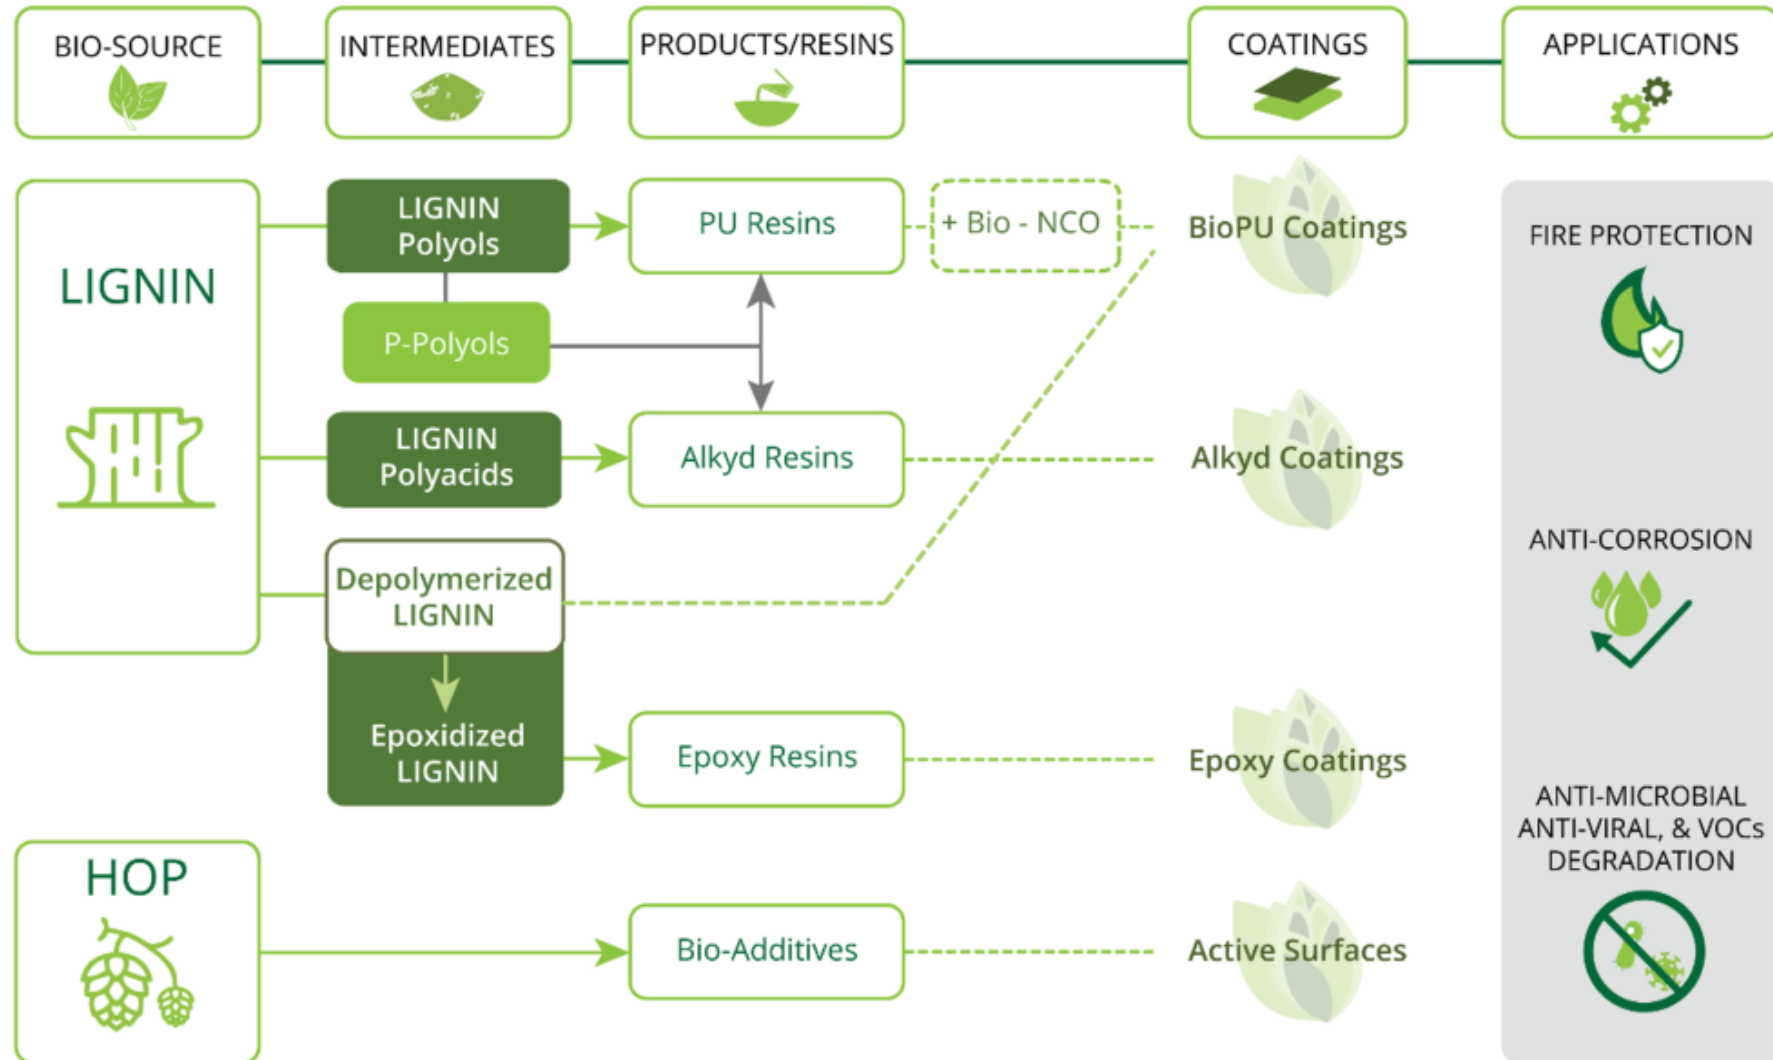 BIO-SOURCE
INTERMEDIATES
PRODUCTS/RESINS
COATINGS
APPLICATIONS
LIGNIN
LIGNIN
Polyols
PU Resins
+ Bio - NCO
BioPU Coatings
P-Polyols
LIGNIN
Polyacids
Alkyd Resins
Alkyd Coatings
Depolymerized
LIGNIN
Epoxidized
LIGNIN
Epoxy Resins
Epoxy Coatings
HOP
Bio-Additives
Active Surfaces
FIRE PROTECTION
ANTI-CORROSION
ANTI-MICROBIAL
ANTI-VIRAL, & VOCs
DEGRADATION